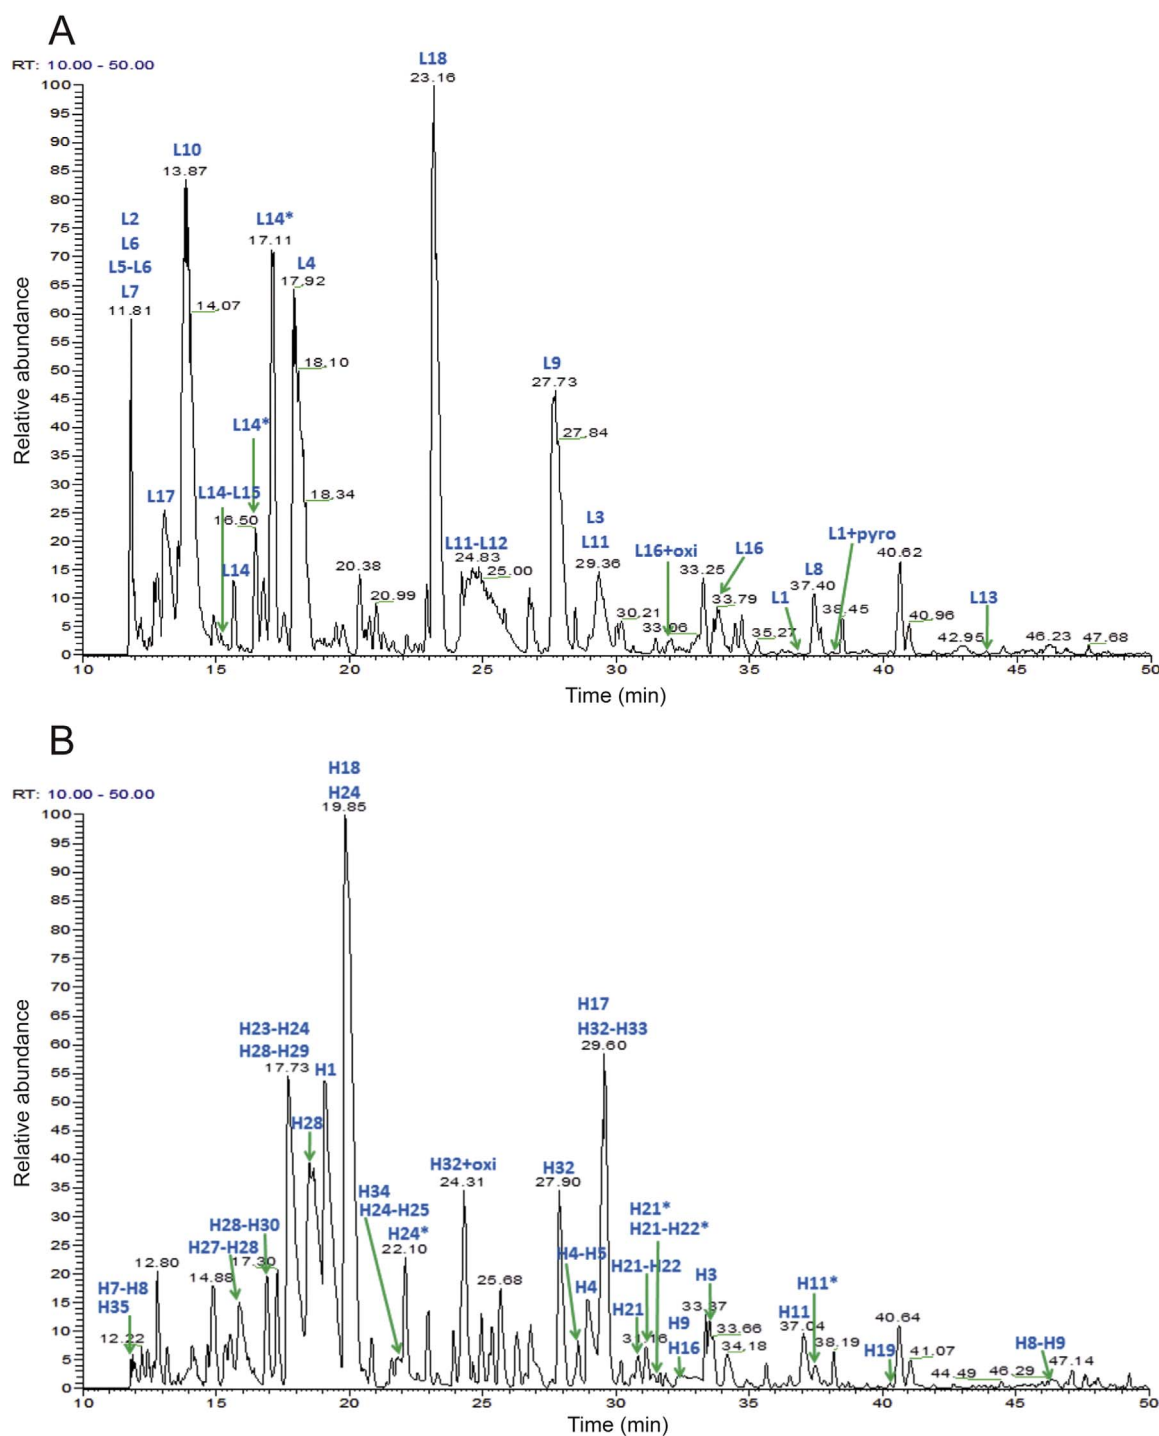 A
RT: 10.00 - 50.00
L18
23.16
L10
13.87
L2
L6
L5-L6
L7
11.81
L14*
17.11
L4
17.92
14.07
18.10
L9
27.73
27.84
L14*
L17
L14-L15
16.50
18.34
L14
20.38
20.99
L11-L12
24.83
25.00
L3
L11
29.36
30.21
L16+oxi
33.06
33.25
L16
33.79
35.27
L1
L1+pyro
L8
37.40
38.45
40.62
40.96
42.95
L13
46.23
47.68
100
95
90
85
80
75
70
65
60
55
50
45
40
35
30
25
20
15
10
5
0
Relative abundance
10 15 20 25 30 35 40 45 50
Time (min)
B
RT: 10.00 - 50.00
H18
H24
19.85
H23-H24
H28-H29
17.73
H1
H28
H17
H32-H33
29.60
H32+oxi
24.31
H32
27.90
H34
H24-H25
H24*
22.10
H28-H30
H27-H28
17.30
12.80
14.88
H7-H8
H35
12.22
25.68
H4-H5
H4
H21*
H21-H22*
H21-H22
H21
31.16
H9
H16
H3
33.37
33.66
34.18
H11*
H11
37.04
38.19
H19
40.64
41.07
44.49
46.29
H8-H9
47.14
100
95
90
85
80
75
70
65
60
55
50
45
40
35
30
25
20
15
10
5
0
Relative abundance
10 15 20 25 30 35 40 45 50
Time (min)